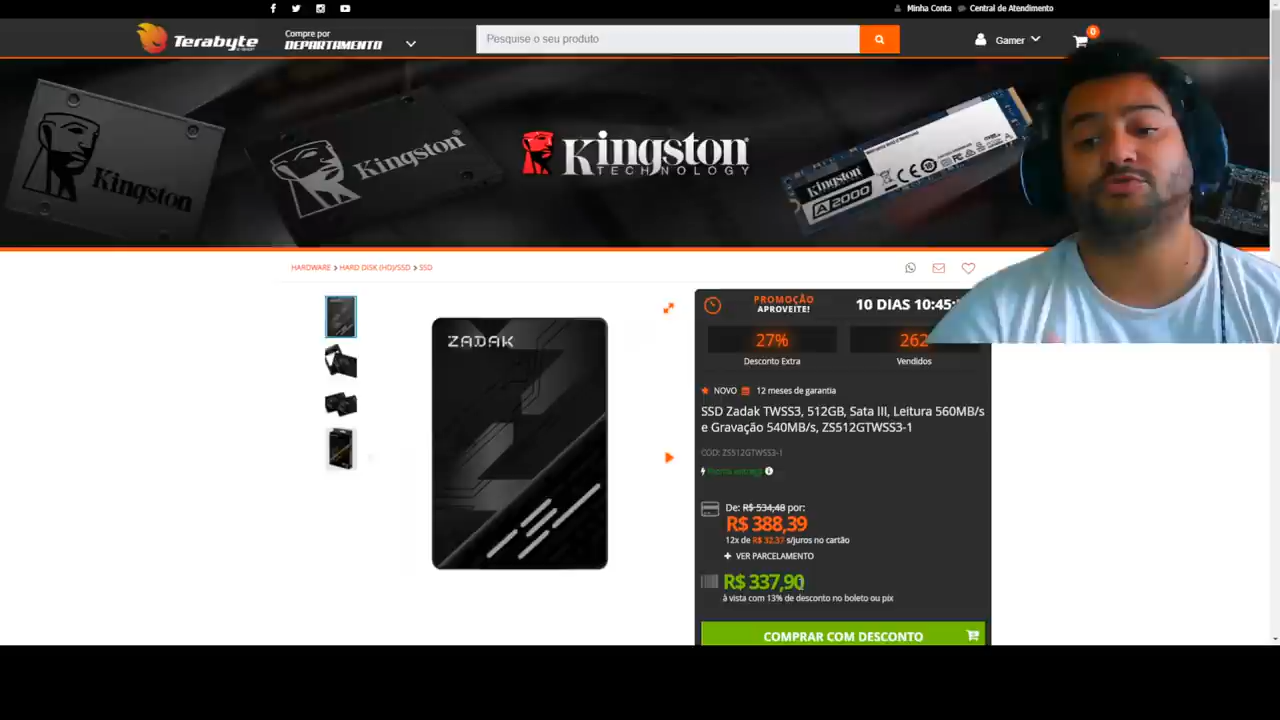 Minha Conta
Central de Atendimento
Terabyte
Compre por
DEPARTAMENTO
Pesquise o seu produto
Gamer
0
Kingston
Kingston
Kingston
TECHNOLOGY
Kingston
A2000
HARDWARE > HARD DISK (HD)/SSD > SSD
ZADAK
PROMOÇÃO
APROVEITE!
10 DIAS 10:45:
27%
Desconto Extra
262
Vendidos
NOVO
12 meses de garantia
SSD Zadak TWSS3, 512GB, Sata III, Leitura 560MB/s
e Gravação 540MB/s, ZS512GTWSS3-1
COD: ZS512GTWSS3-1
De: R$ 534,48 por:
R$ 388,39
12x de R$ 32,37 s/juros no cartão
+ VER PARCELAMENTO
R$ 337,90
à vista com 13% de desconto no boleto ou pix
COMPRAR COM DESCONTO